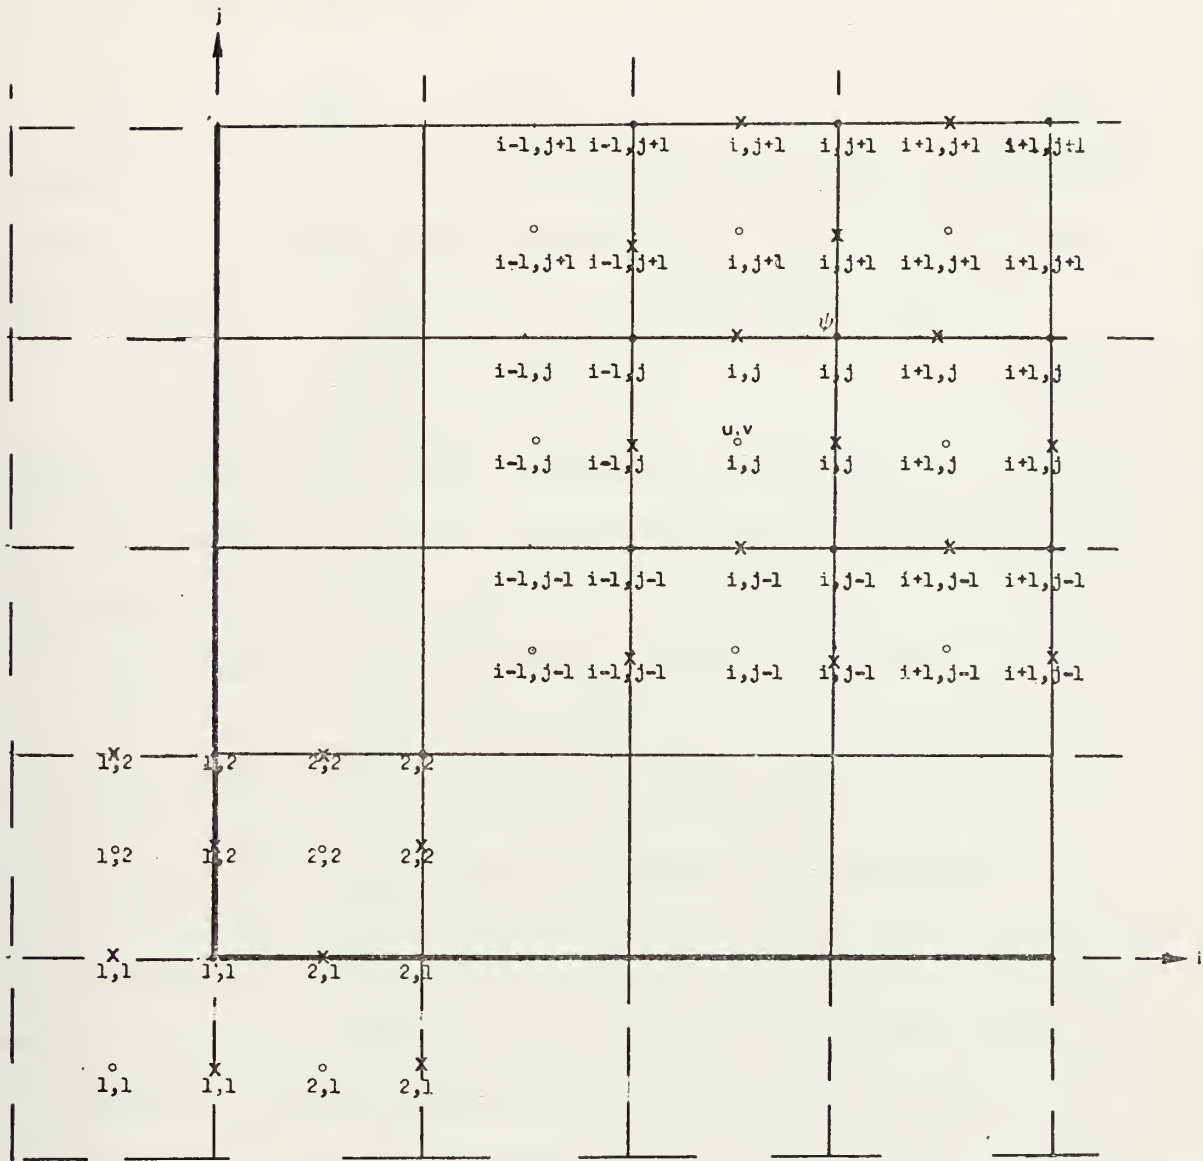 j
i-1,j+1 i-1,j+1 i,j+1 i,j+1 i+1,j+1 i+1,j+1
i-1,j+1 i-1,j+1 i,j+1 i,j+1 i+1,j+1 i+1,j+1
ψ
i-1,j i-1,j i,j i,j i+1,j i+1,j
u,v
i-1,j i-1,j i,j i,j i+1,j i+1,j
i-1,j-1 i-1,j-1 i,j-1 i,j-1 i+1,j-1 i+1,j-1
i-1,j-1 i-1,j-1 i,j-1 i,j-1 i+1,j-1 i+1,j-1
1,2 1,2 2,2 2,2
1,2 1,2 2,2 2,2
i
1,1 1,1 2,1 2,1
1,1 1,1 2,1 2,1